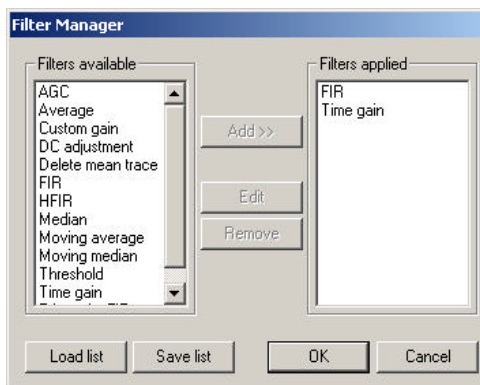 Filter Manager
Filters available
AGC
Average
Custom gain
DC adjustment
Delete mean trace
FIR
HFIR
Median
Moving average
Moving median
Threshold
Time gain
Add >>
Edit
Remove
Filters applied
FIR
Time gain
Load list
Save list
OK
Cancel